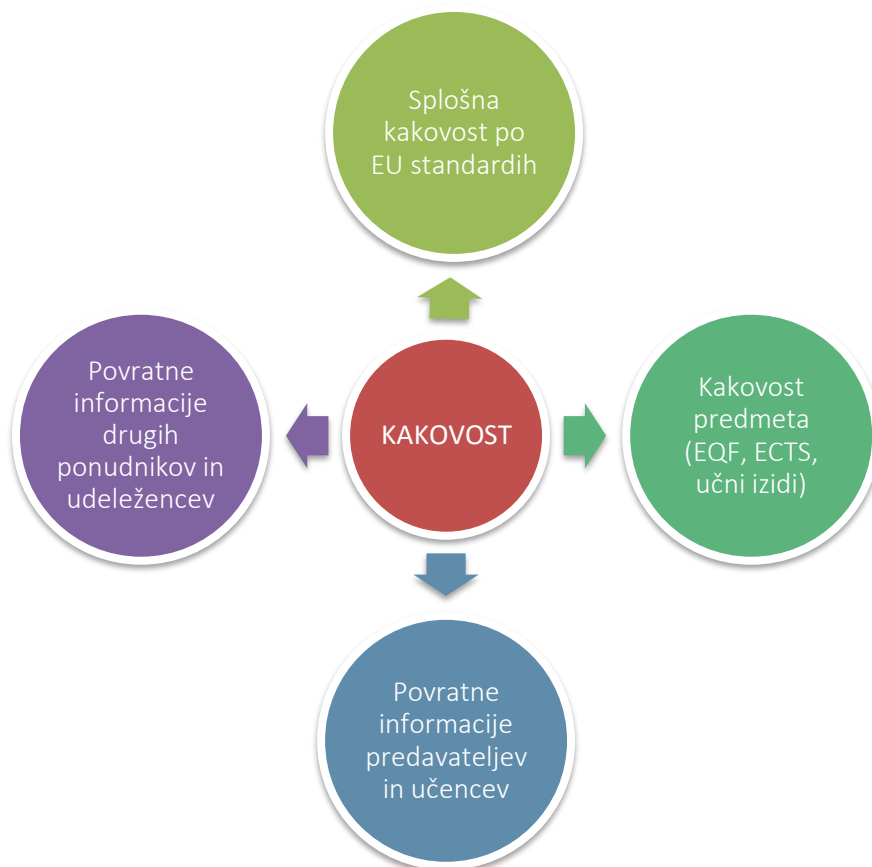 Splošna
kakovost po
EU standardih
Povratne
informacije
drugih
ponudnikov in
udeležencev
KAKOVOST
Kakovost
predmeta
(EQF, ECTS,
učni izidi)
Povratne
informacije
predavateljev
in učencev